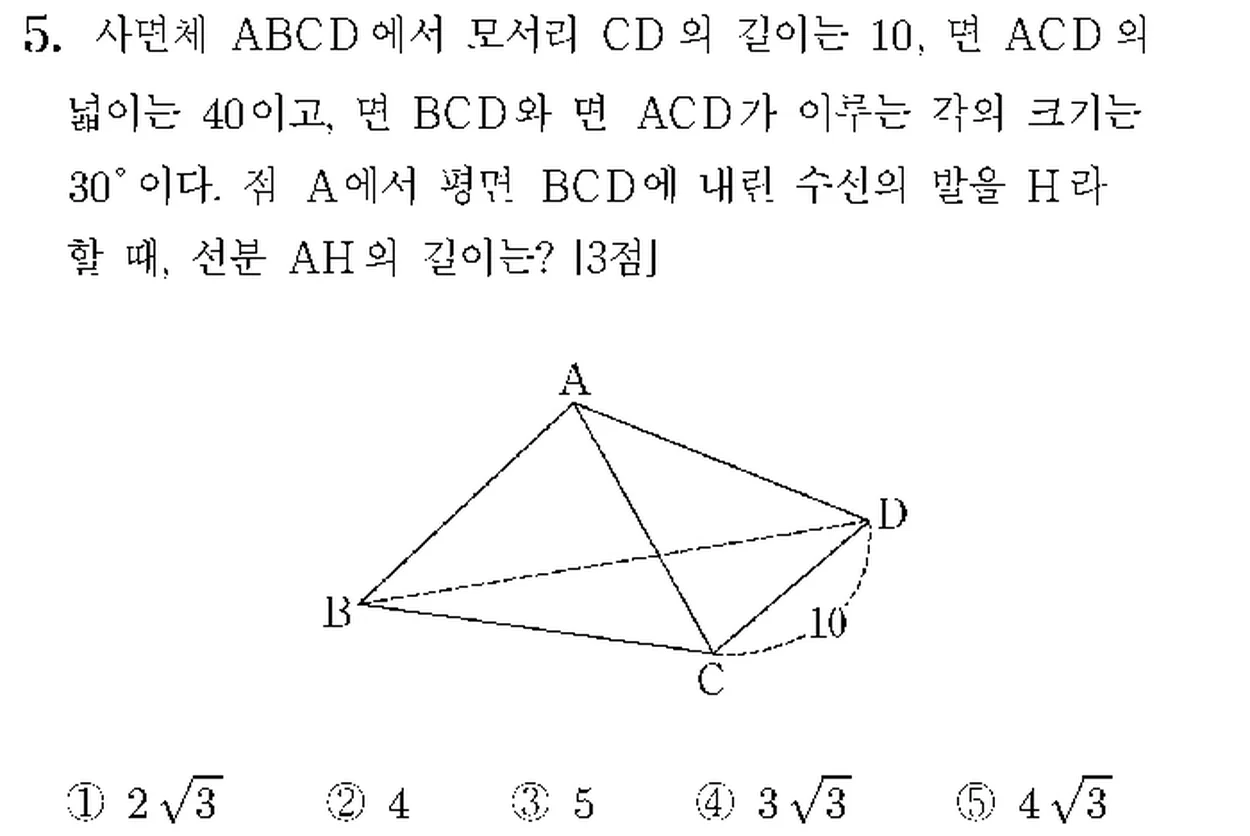 5. 사면체 ABCD에서 모서리 CD의 길이는 10, 면 ACD의
넓이는 40이고, 면 BCD와 면 ACD가 이루는 각의 크기는
30°이다. 점 A에서 평면 BCD에 내린 수선의 발을 H라
할 때, 선분 AH의 길이는? [3점]
A
D
B
10
C
① 2√3 ② 4 ③ 5 ④ 3√3 ⑤ 4√3